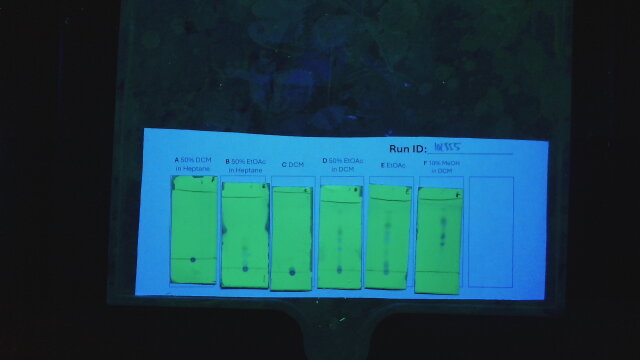 Run ID:
A 50% DCM
in Heptane
B 50% EtOAc
in Heptane
C DCM
D 50% EtOAc
in DCM
E EtOAc
F 10% MeOH
in DCM